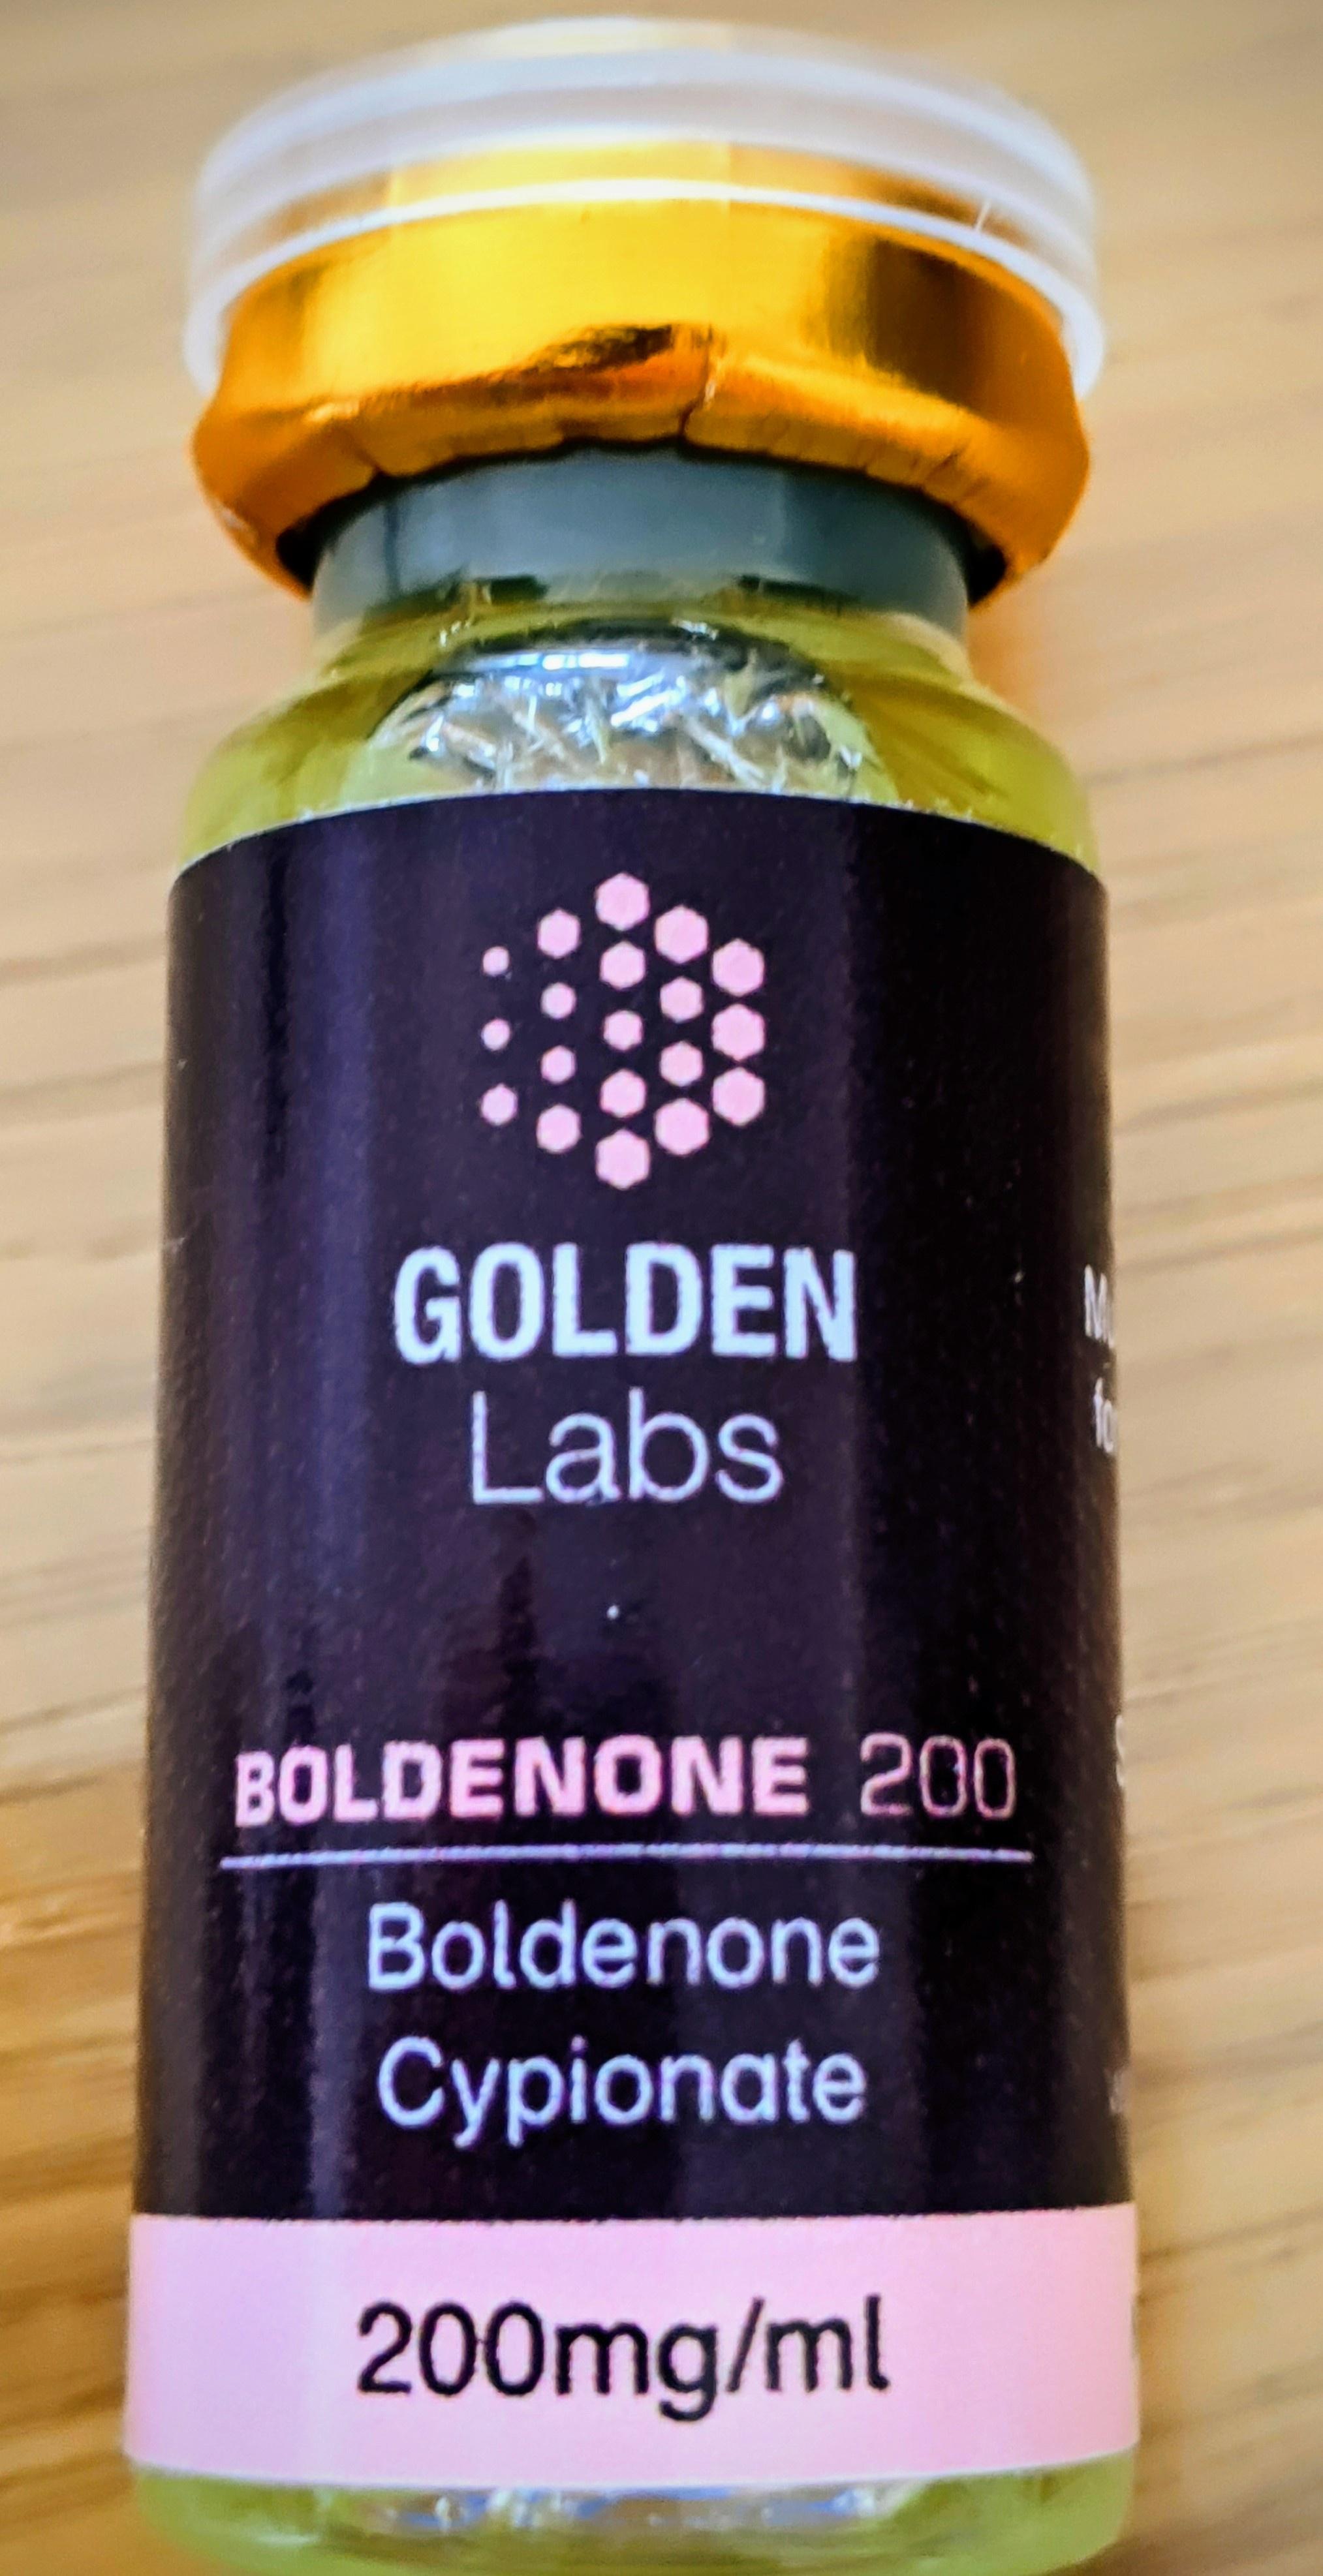 GOLDEN
Labs
BOLDENONE 200
Boldenone
Cypionate
200mg/ml